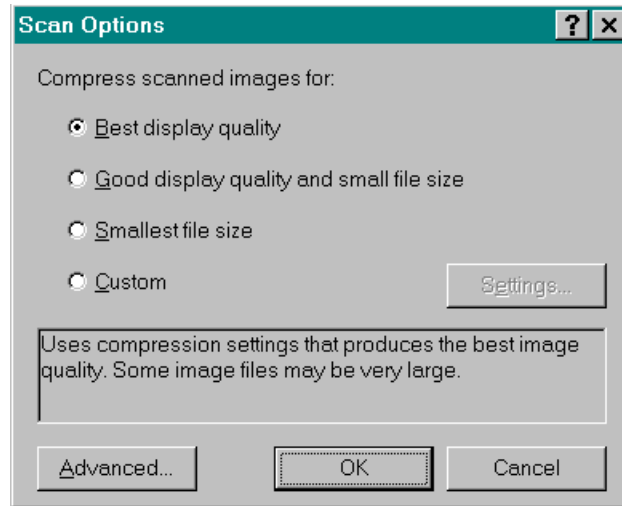 Scan Options
Compress scanned images for:
Best display quality
Good display quality and small file size
Smallest file size
Custom
Settings...
Uses compression settings that produces the best image
quality. Some image files may be very large.
Advanced...
OK
Cancel